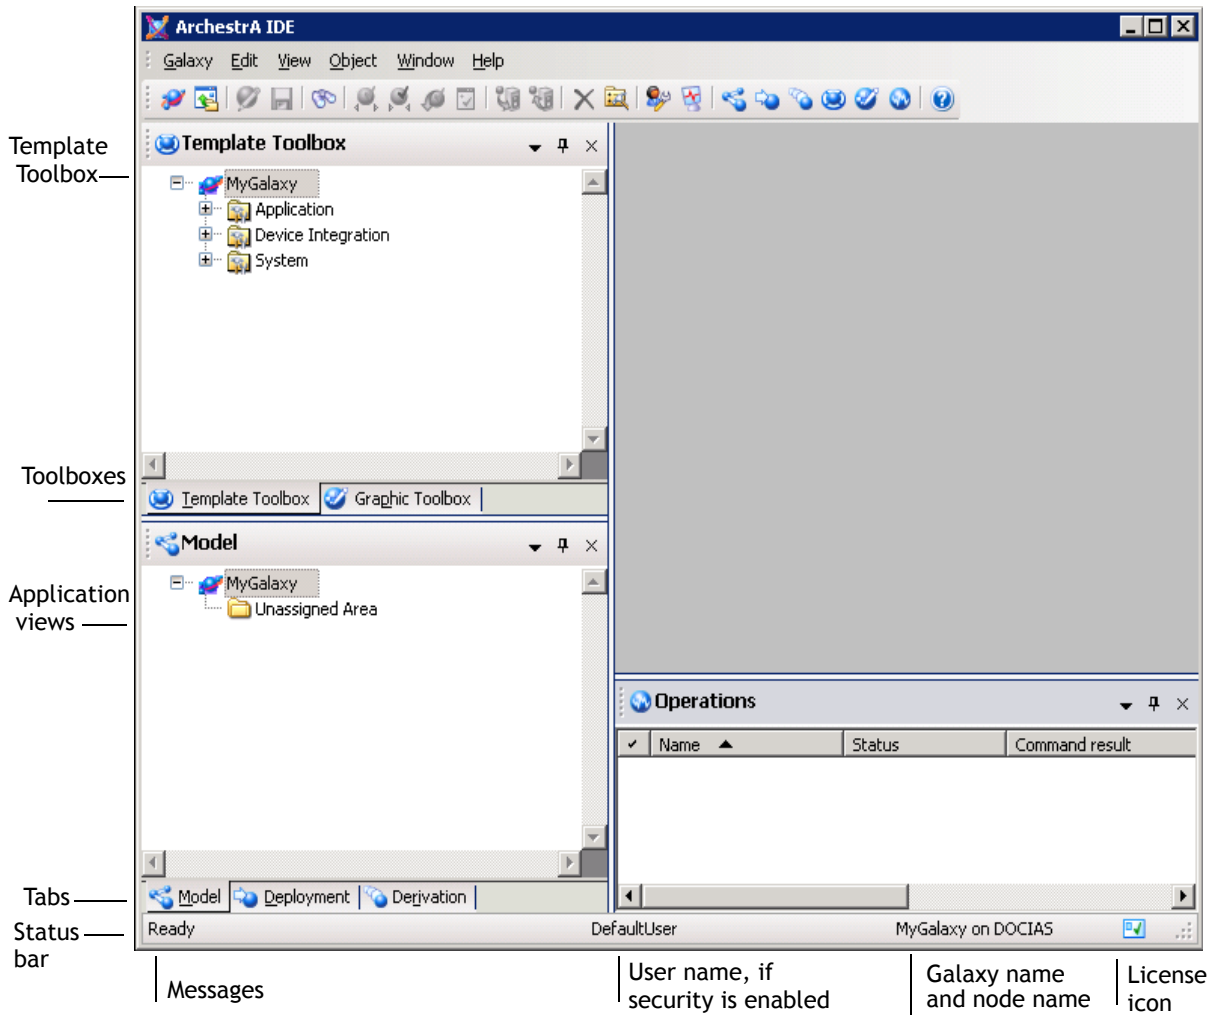 ArchestrA IDE
Galaxy Edit View Object Window Help
Template
Toolbox
Template Toolbox
MyGalaxy
Application
Device Integration
System
Toolboxes
Template Toolbox Graphic Toolbox
Model
Application
views
MyGalaxy
Unassigned Area
Operations
Name Status Command result
Tabs
Model Deployment Derivation
Status
bar
Ready DefaultUser MyGalaxy on DOCIAS
Messages
User name, if
security is enabled
Galaxy name
and node name
License
icon